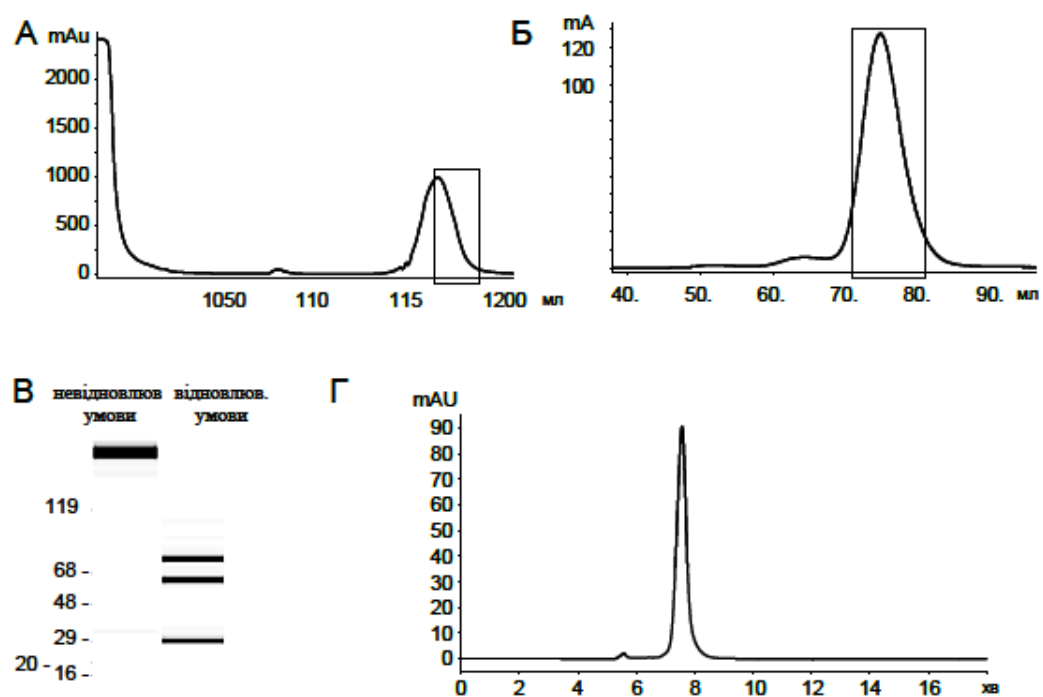 А
mAu
2000
1500
1000
500
0
1050 110 115 1200 мл
Б
mA
120
100
40. 50. 60. 70. 80. 90. мл
В
невідновлюв відновлюв.
умови умови
119
68 -
48 -
29 -
20 -
16 -
Г
mAU
90
80
70
60
50
40
30
20
10
0
0 2 4 6 8 10 12 14 16 хв